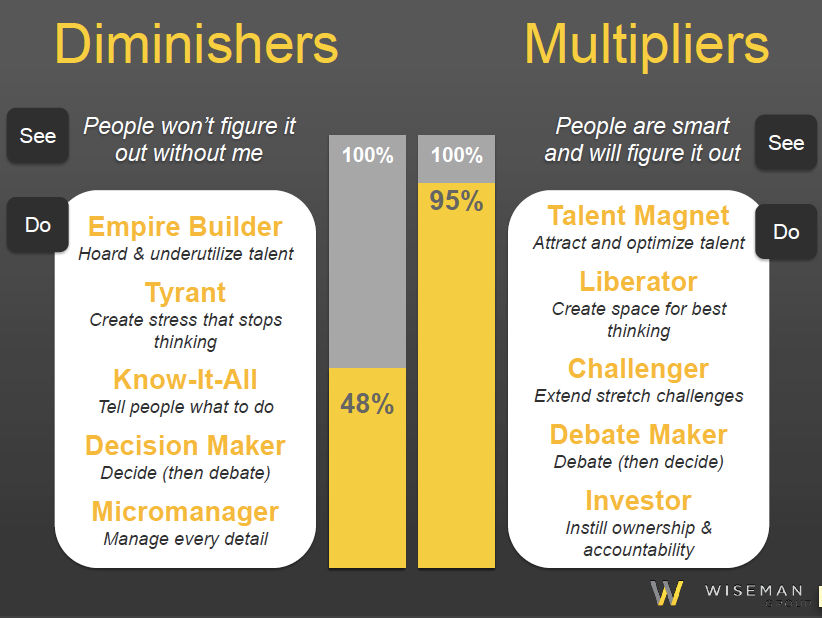 Diminishers
Multipliers
See
People won't figure it
out without me
Do
Empire Builder
Hoard & underutilize talent
Tyrant
Create stress that stops
thinking
Know-It-All
Tell people what to do
Decision Maker
Decide (then debate)
Micromanager
Manage every detail
100%
48%
100%
95%
People are smart
and will figure it out
See
Do
Talent Magnet
Attract and optimize talent
Liberator
Create space for best
thinking
Challenger
Extend stretch challenges
Debate Maker
Debate (then decide)
Investor
Instill ownership &
accountability
WISEMAN
GROUP